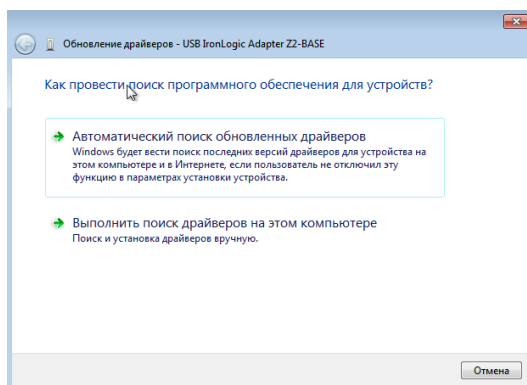 Обновление драйверов - USB IronLogic Adapter Z2-BASE
Как провести поиск программного обеспечения для устройств?
Автоматический поиск обновленных драйверов
Windows будет вести поиск последних версий драйверов для устройства на
этом компьютере и в Интернете, если пользователь не отключил эту
функцию в параметрах установки устройства.
Выполнить поиск драйверов на этом компьютере
Поиск и установка драйверов вручную.
Отмена